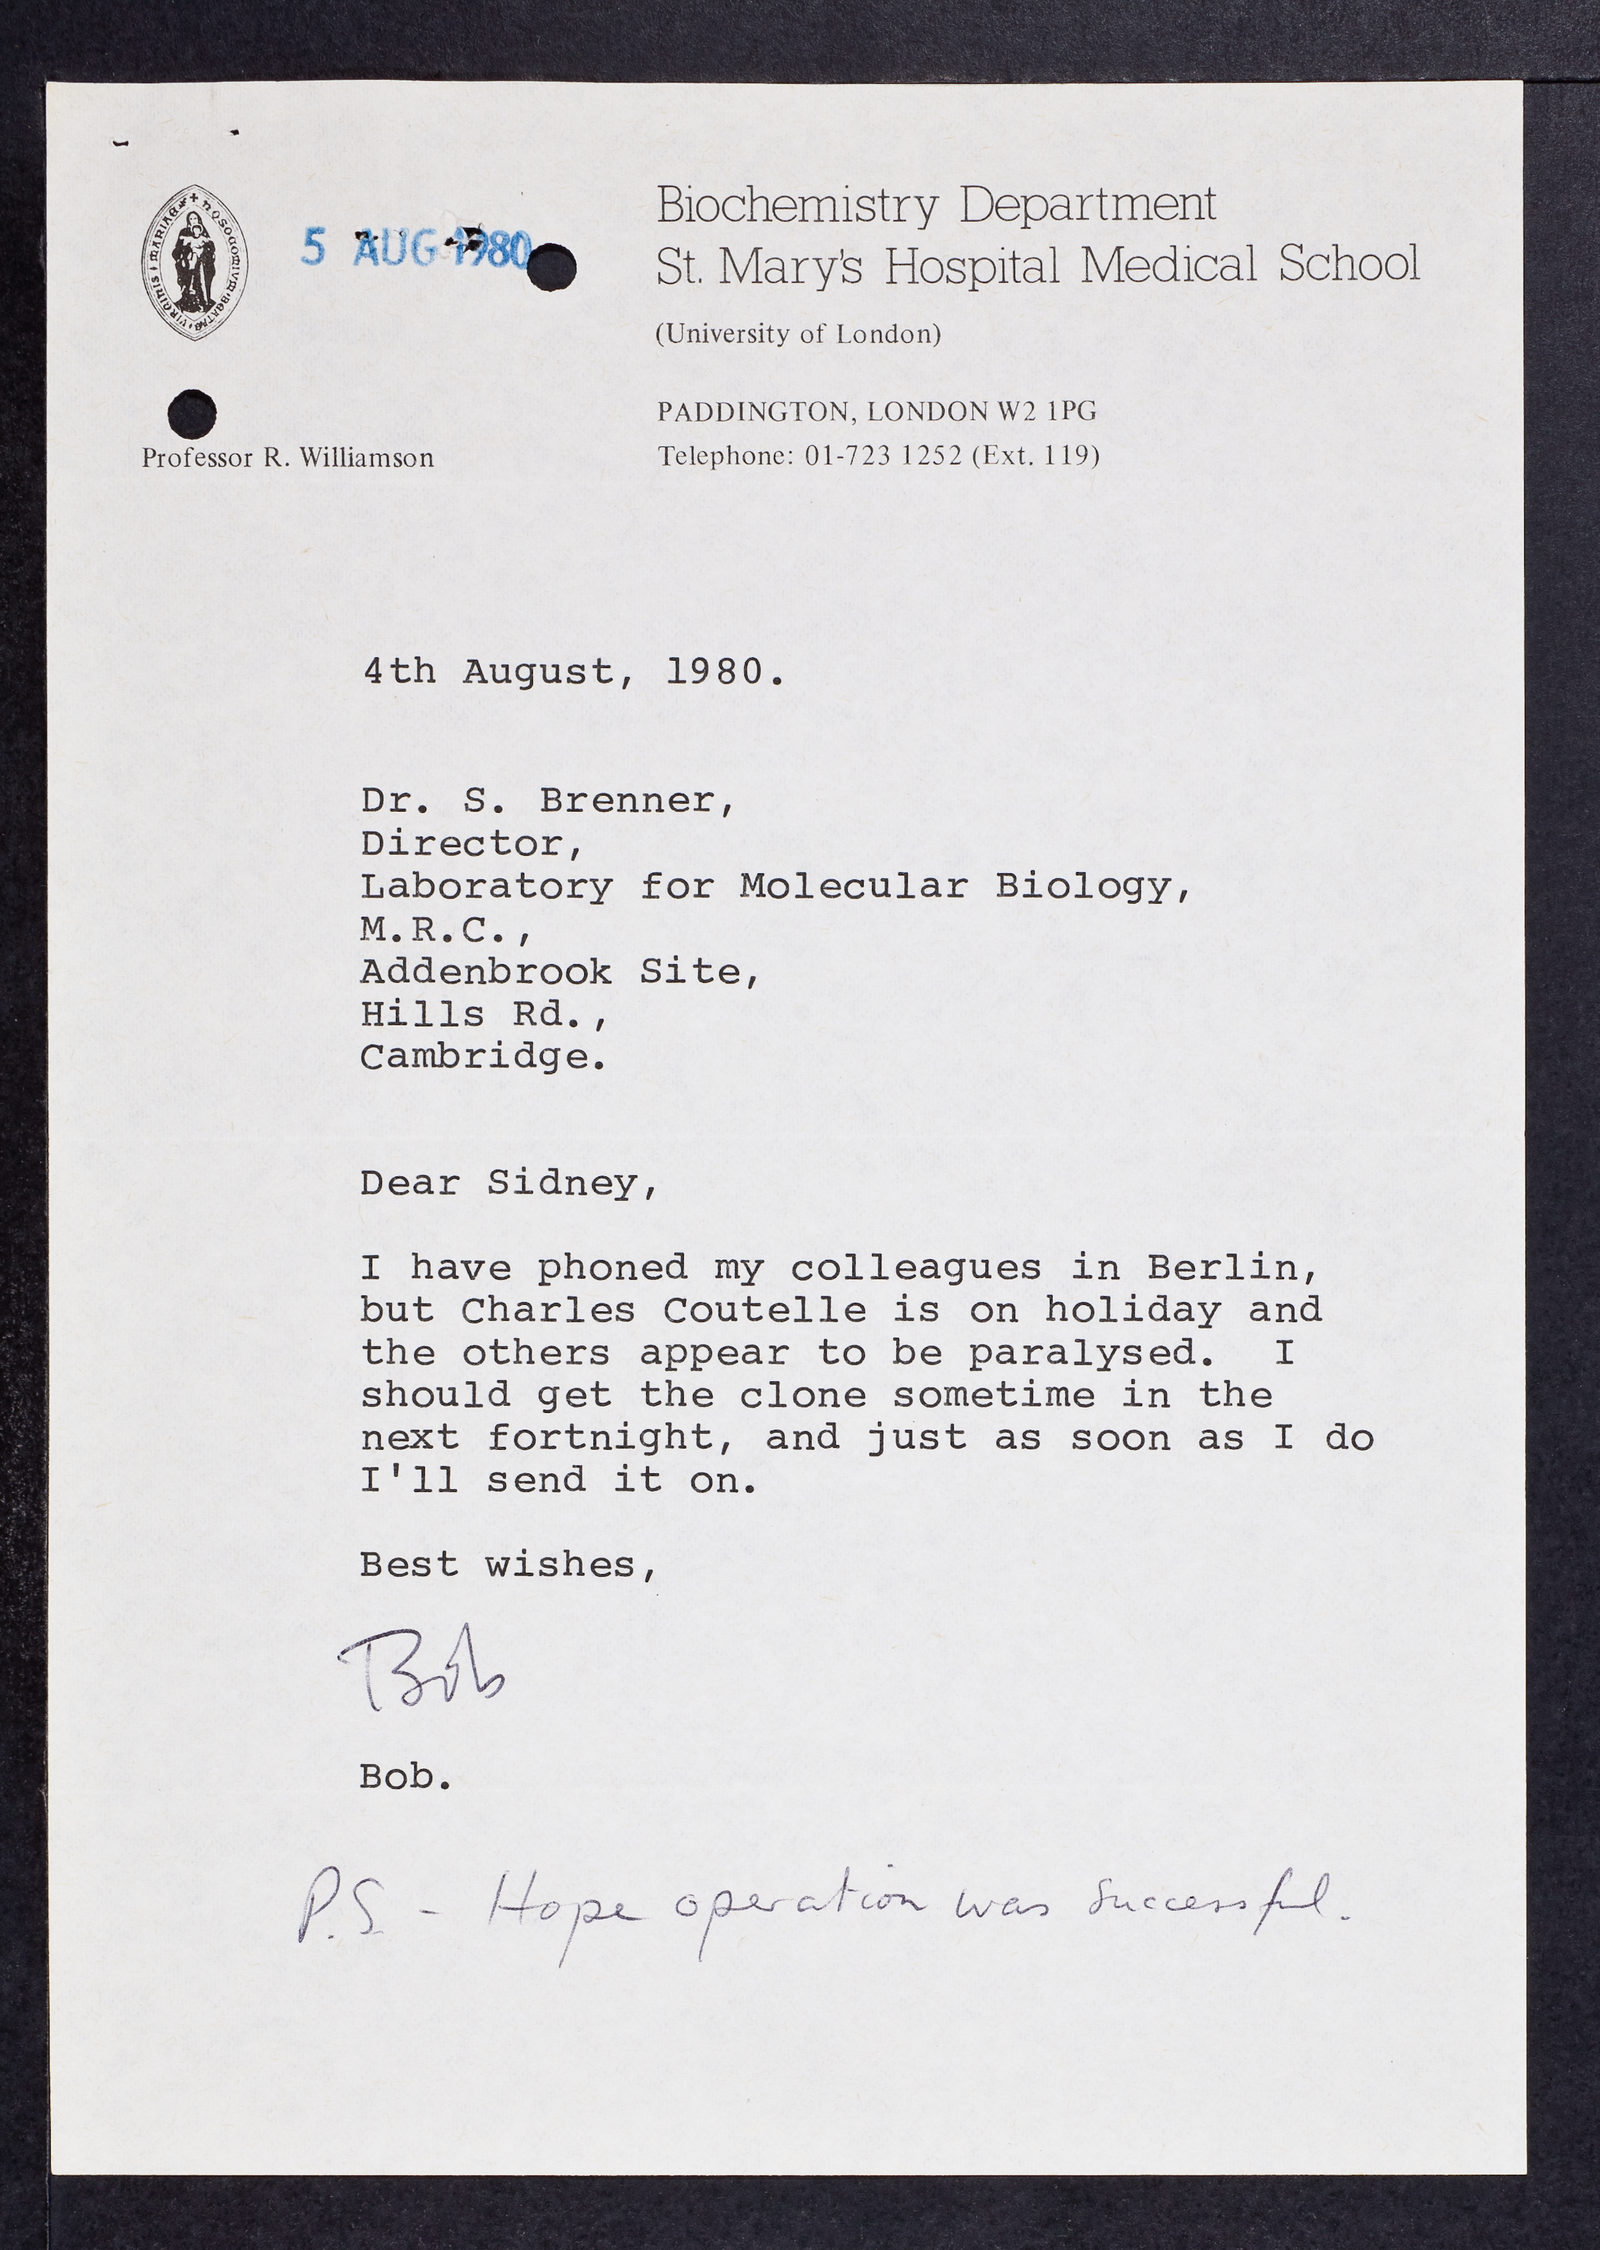 5 AUG 1980
Biochemistry Department
St. Mary's Hospital Medical School
(University of London)
PADDINGTON, LONDON W2 1PG
Telephone: 01-723 1252 (Ext. 119)
Professor R. Williamson
4th August, 1980.
Dr. S. Brenner,
Director,
Laboratory for Molecular Biology,
M.R.C.,
Addenbrook Site,
Hills Rd.,
Cambridge.
Dear Sidney,
I have phoned my colleagues in Berlin,
but Charles Coutelle is on holiday and
the others appear to be paralysed. I
should get the clone sometime in the
next fortnight, and just as soon as I do
I'll send it on.
Best wishes,
Bob
Bob.
P.S. - Hope operation was successful.